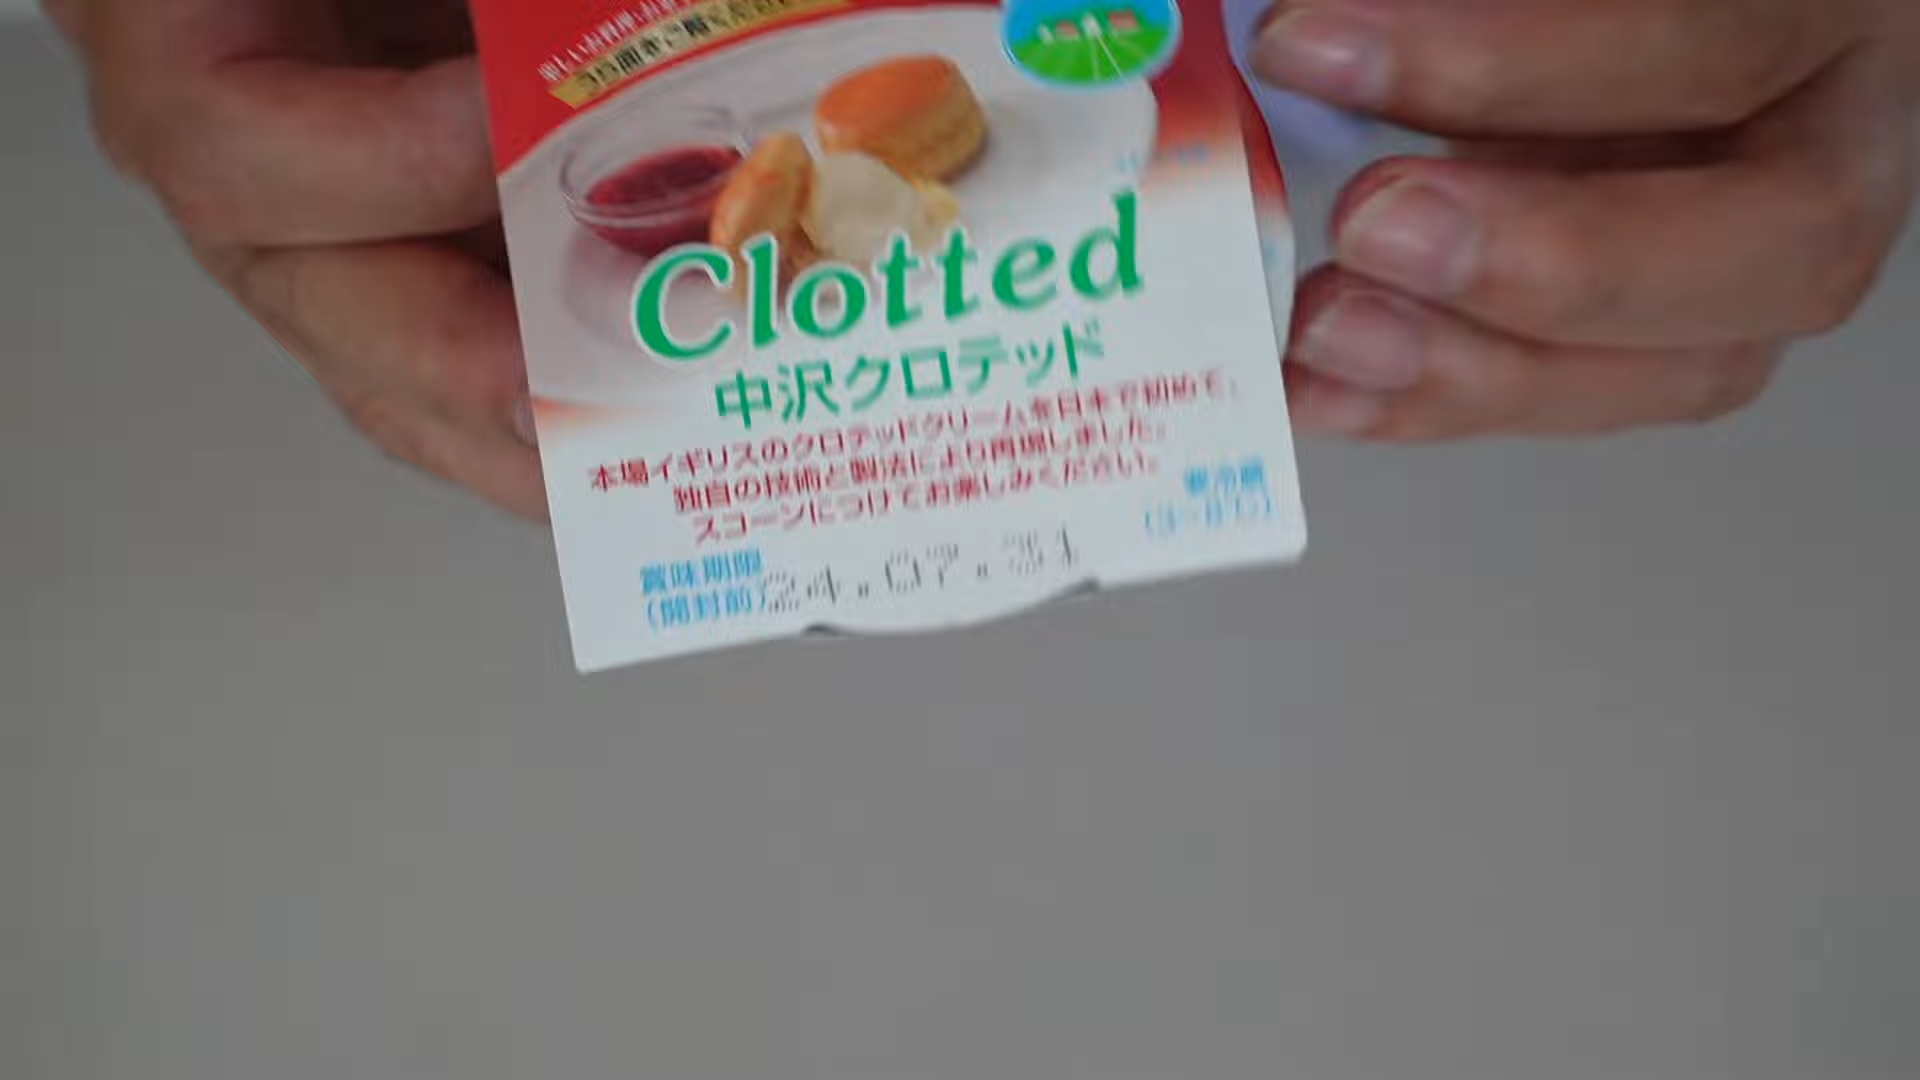 Clotted
中沢クロテッド
本場イギリスのクロテッドクリームを日本で初めて、
独自の技術と製法により再現しました。
スコーンにつけてお楽しみください。
要冷蔵
賞味期限
(開封前) 24.07.31